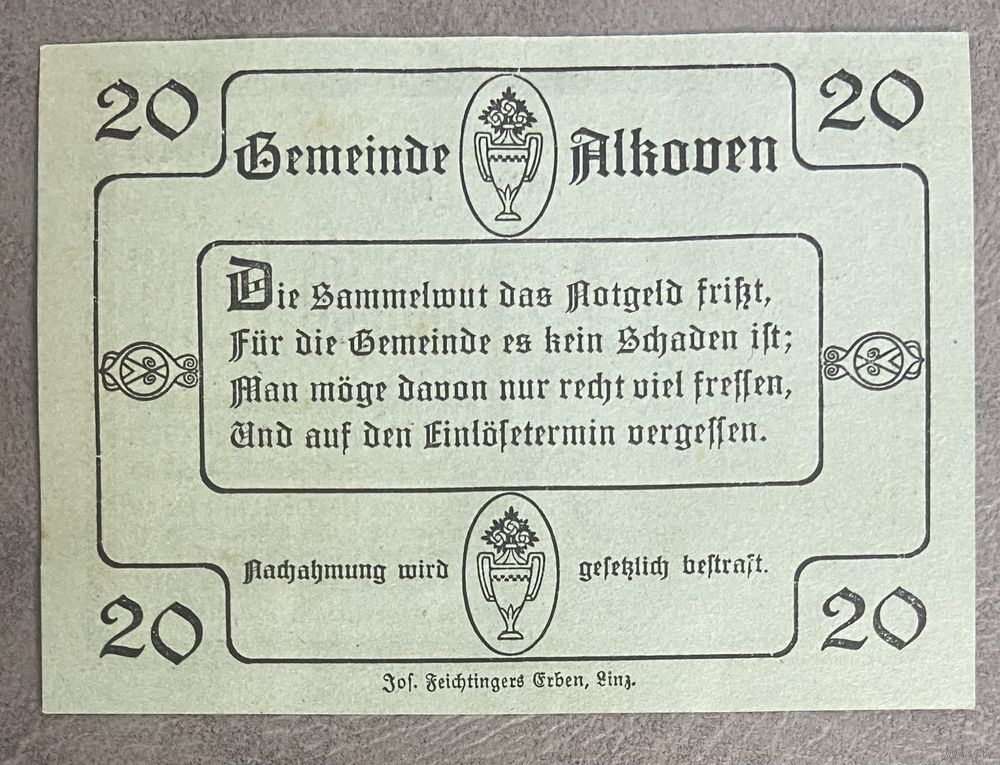 20 20
Gemeinde Alkoven
Die Sammelwut das Notgeld frißt,
Für die Gemeinde es kein Schaden ist;
Man möge davon nur recht viel fressen,
Und auf den Einlösetermin vergessen.
Nachahmung wird gesetzlich bestraft.
20 20
Jos. Feichtingers Erben, Linz.